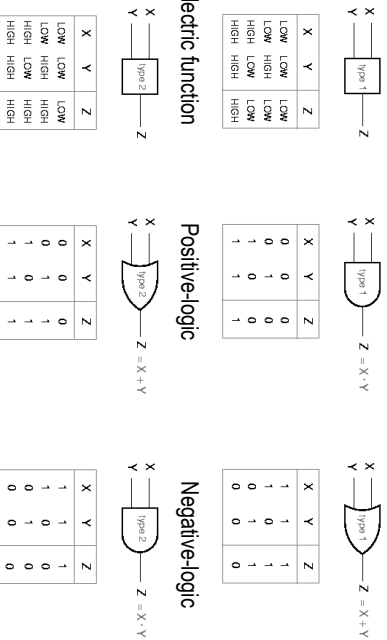 X type 1 Z X type 1 Z = X · Y X type 1 Z = X + Y
Y Y Y
X Y Z X Y Z X Y Z
LOW LOW LOW 0 0 0 1 1 1
LOW HIGH LOW 0 1 0 1 0 1
HIGH LOW LOW 1 0 0 0 1 1
HIGH HIGH HIGH 1 1 1 0 0 0
lectric function Positive-logic Negative-logic
X type 2 Z X type 2 Z = X + Y X type 2 Z = X · Y
Y Y Y
X Y Z X Y Z X Y Z
LOW LOW LOW 0 0 0 1 1 1
LOW HIGH HIGH 0 1 1 1 0 0
HIGH LOW HIGH 1 0 1 0 1 0
HIGH HIGH HIGH 1 1 1 0 0 0